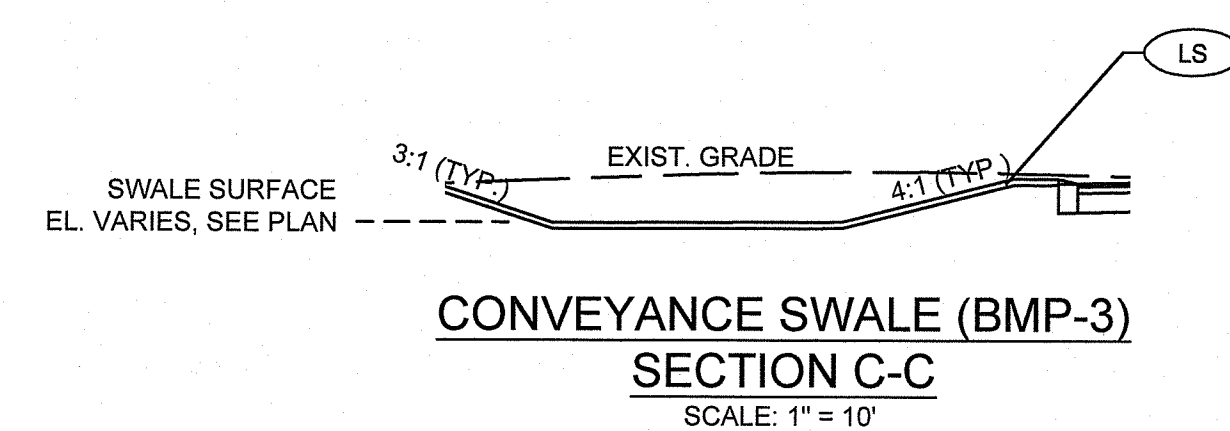 LS
3:1 (TYP.)
EXIST. GRADE
4:1 (TYP.)
SWALE SURFACE
EL. VARIES, SEE PLAN
CONVEYANCE SWALE (BMP-3)
SECTION C-C
SCALE: 1" = 10'